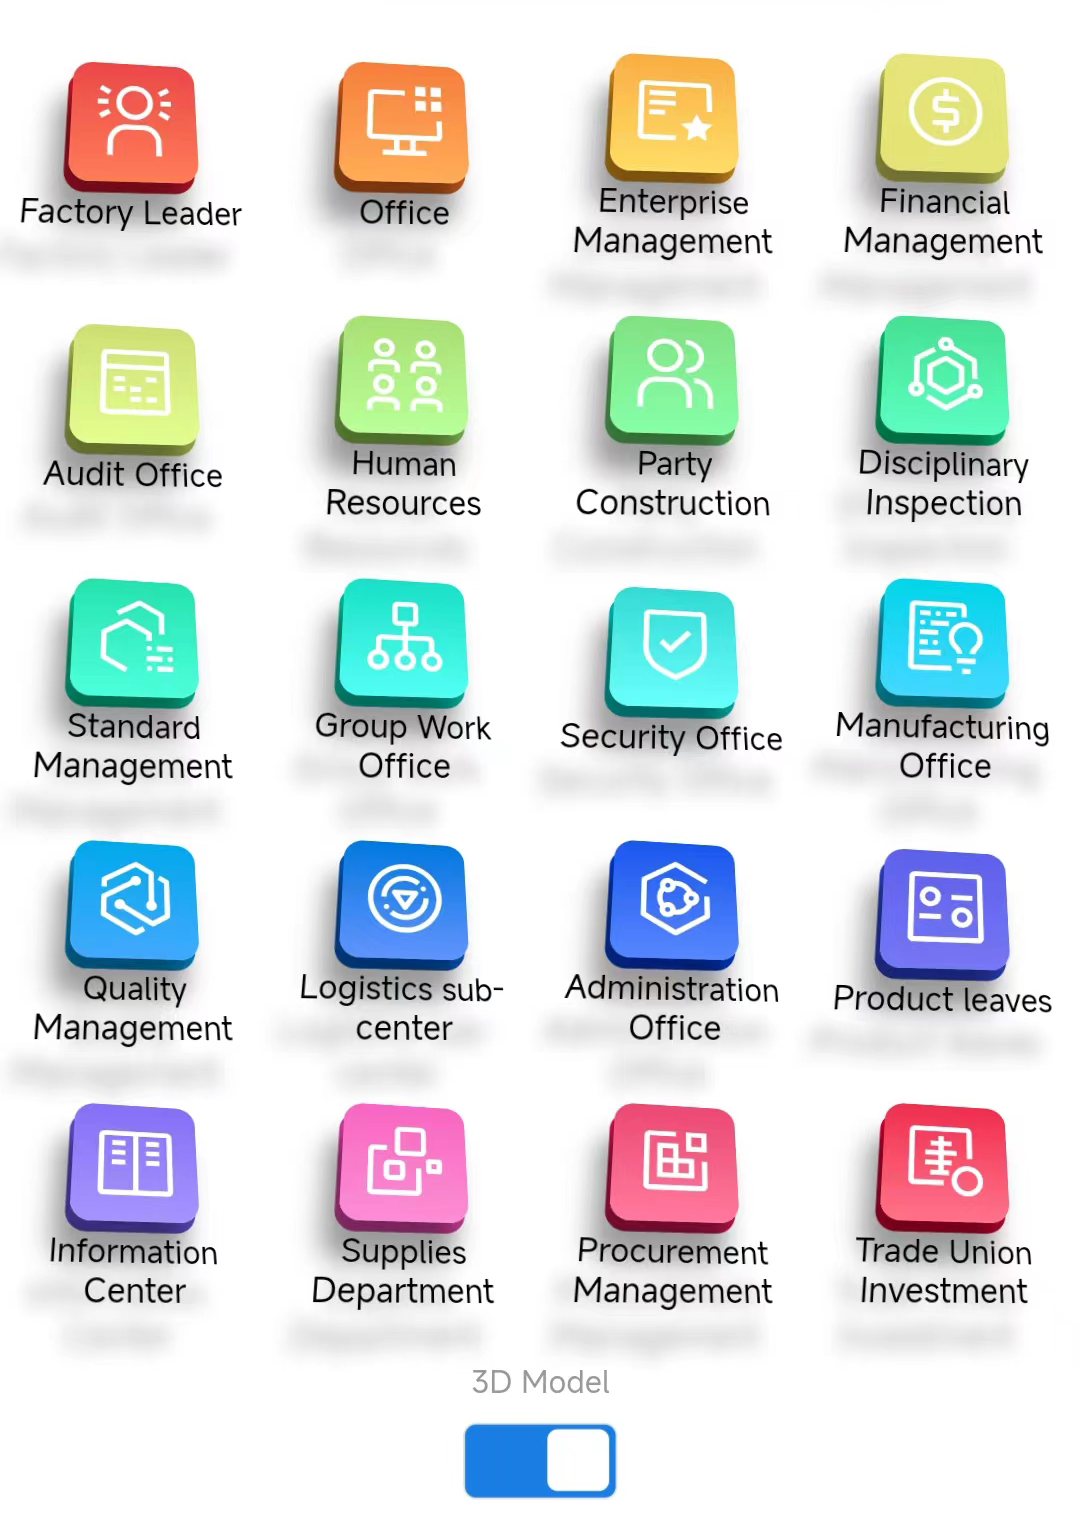 Factory Leader
Office
Enterprise
Management
Financial
Management
Audit Office
Human
Resources
Party
Construction
Disciplinary
Inspection
Standard
Management
Group Work
Office
Security Office
Manufacturing
Office
Quality
Management
Logistics sub-
center
Administration
Office
Product leaves
Information
Center
Supplies
Department
Procurement
Management
Trade Union
Investment
3D Model